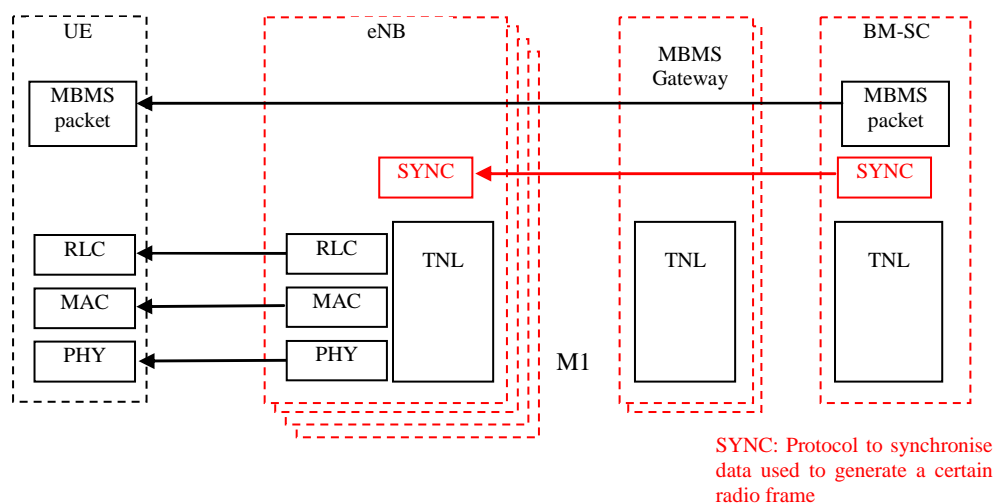 UE
eNB
MBMS
Gateway
BM-SC
MBMS
packet
MBMS
packet
SYNC
SYNC
RLC
RLC
TNL
TNL
TNL
MAC
MAC
PHY
PHY
M1
SYNC: Protocol to synchronise
data used to generate a certain
radio frame